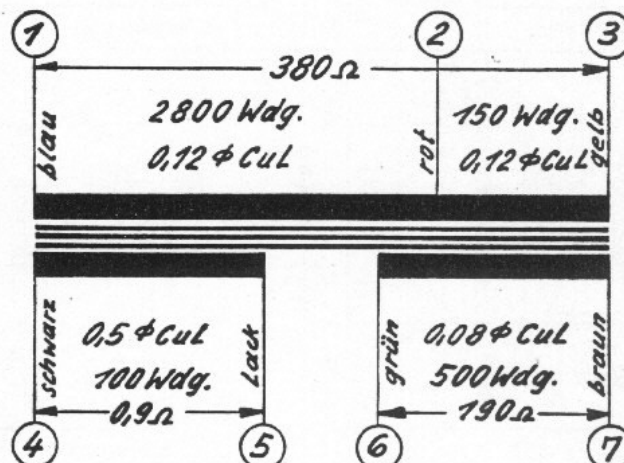 1 2 3
380Ω
2800 Wdg. 150 Wdg.
0,12 ϕ CuL 0,12 ϕ CuL
blau rot gelb
schwarz Lack grün braun
0,5 ϕ CuL 0,08 ϕ CuL
100 Wdg. 500 Wdg.
0,9Ω 190Ω
4 5 6 7